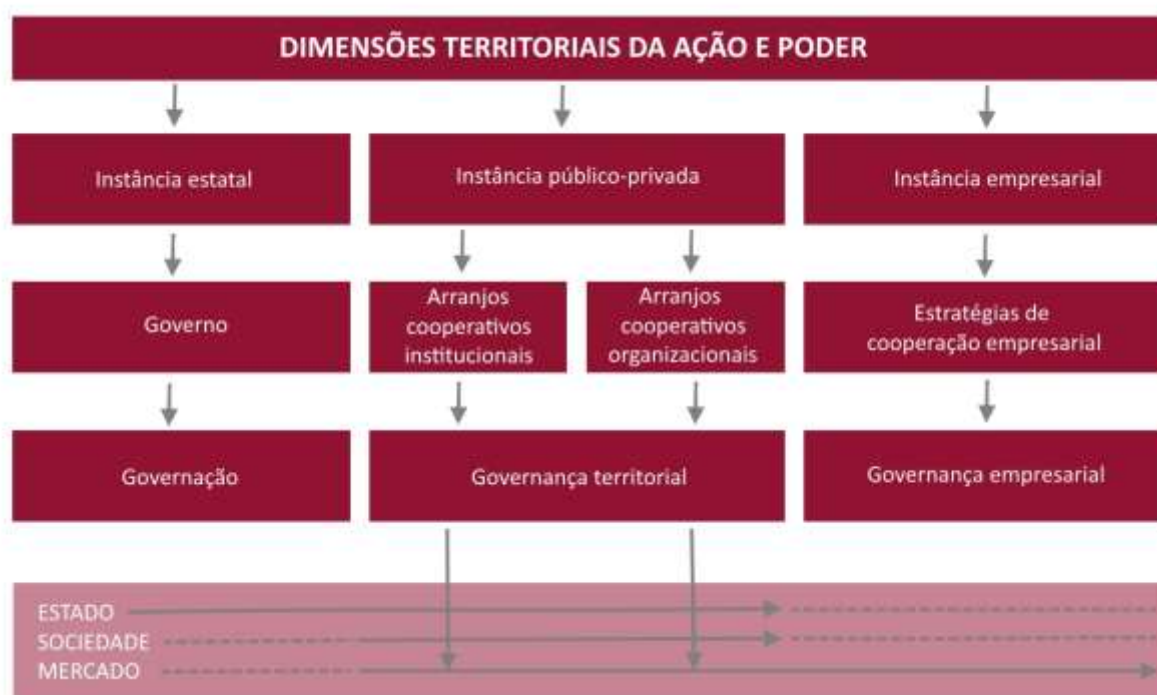 DIMENSÕES TERRITORIAIS DA AÇÃO E PODER
Instância estatal
Instância público-privada
Instância empresarial
Governo
Arranjos
cooperativos
institucionais
Arranjos
cooperativos
organizacionais
Estratégias de
cooperação empresarial
Governação
Governança territorial
Governança empresarial
ESTADO
SOCIEDADE
MERCADO